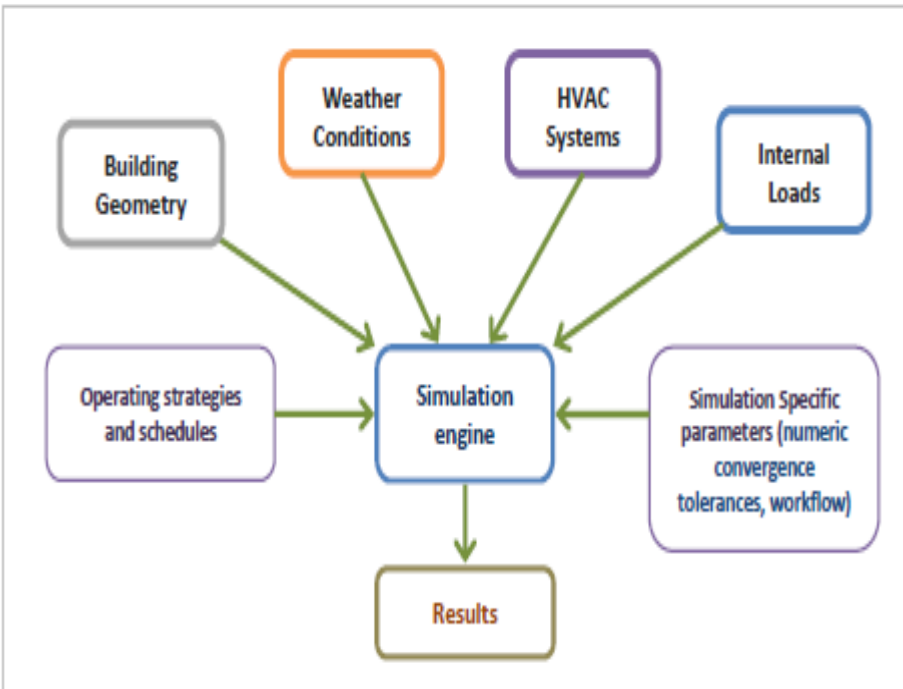 Weather
Conditions
HVAC
Systems
Building
Geometry
Internal
Loads
Operating strategies
and schedules
Simulation
engine
Simulation Specific
parameters (numeric
convergence
tolerances, workflow)
Results